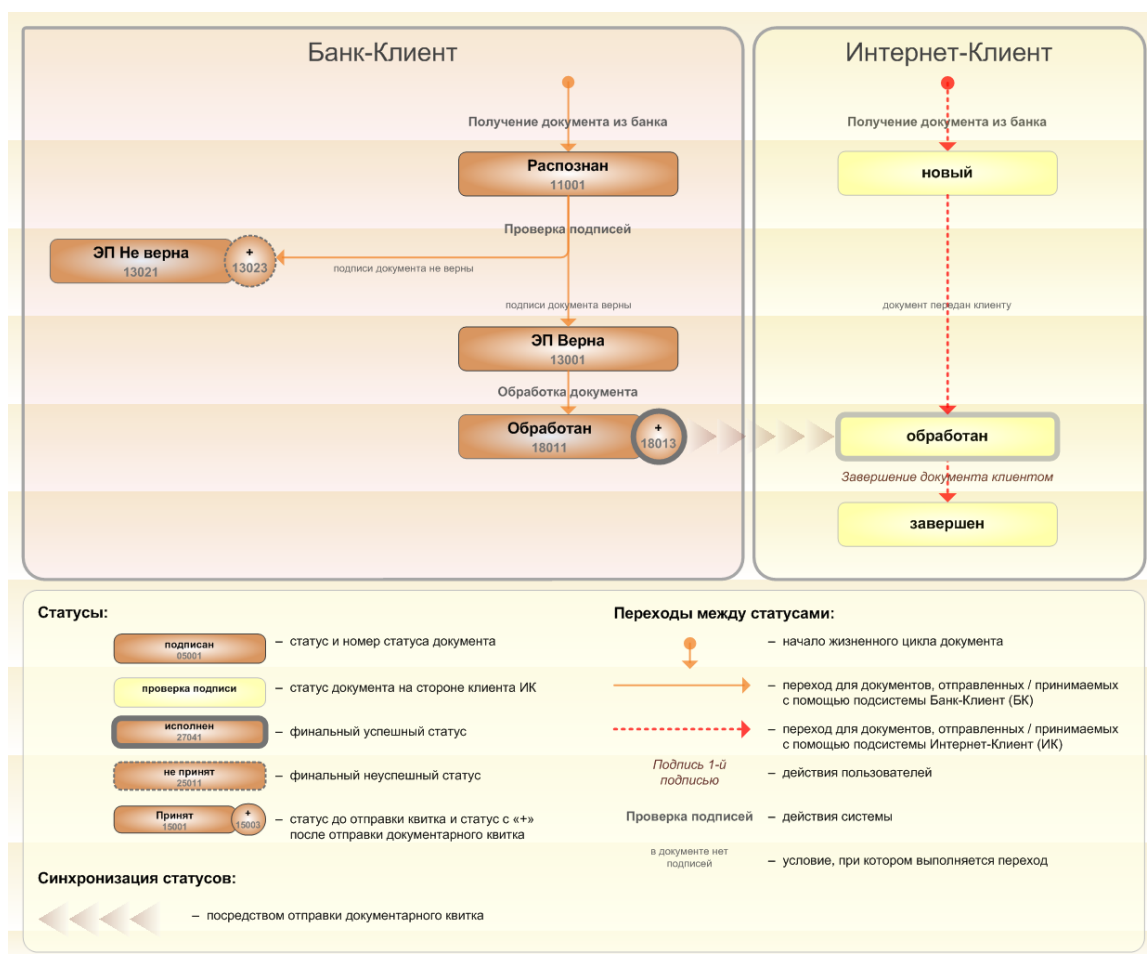 Банк-Клиент
Интернет-Клиент
Получение документа из банка
Получение документа из банка
Распознан
11001
новый
Проверка подписей
ЭП Не верна
13021
+
13023
подписи документа не верны
подписи документа верны
документ передан клиенту
ЭП Верна
13001
Обработка документа
Обработан
18011
+
18013
обработан
Завершение документа клиентом
завершен
Статусы:
подписан
05001
– статус и номер статуса документа
проверка подписи
– статус документа на стороне клиента ИК
исполнен
27041
– финальный успешный статус
не принят
25011
– финальный неуспешный статус
Принят
15001
+
15003
– статус до отправки квитка и статус с «+»
после отправки документарного квитка
Синхронизация статусов:
– посредством отправки документарного квитка
Переходы между статусами:
– начало жизненного цикла документа
– переход для документов, отправленных / принимаемых
с помощью подсистемы Банк-Клиент (БК)
– переход для документов, отправленных / принимаемых
с помощью подсистемы Интернет-Клиент (ИК)
Подпись 1-й
подписью
– действия пользователей
Проверка подписей
– действия системы
в документе нет
подписей
– условие, при котором выполняется переход